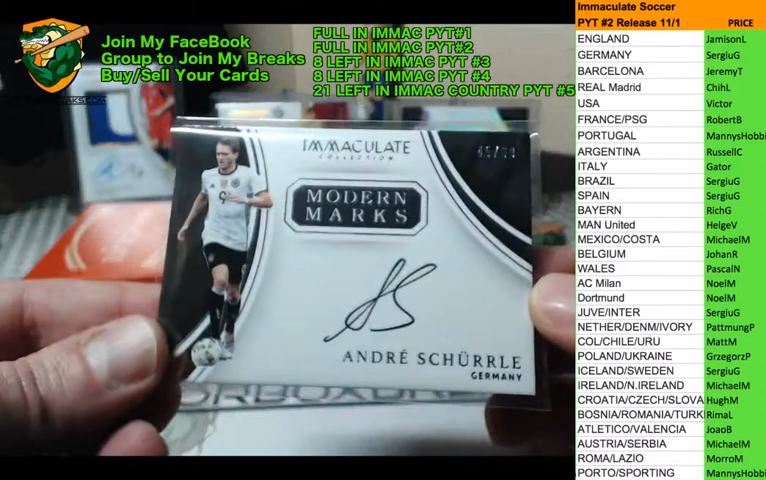 Join My FaceBook
Group to Join My Breaks
Buy/Sell Your Cards
FULL IN IMMAC PYT#1
FULL IN IMMAC PYT#2
8 LEFT IN IMMAC PYT #3
8 LEFT IN IMMAC PYT #4
21 LEFT IN IMMAC COUNTRY PYT #5
IMMACULATE
COLLECTION
MODERN
MARKS
ANDRÉ SCHÜRRLE
GERMANY
Immaculate Soccer
PYT #2 Release 11/1 PRICE
ENGLAND JamisonL
GERMANY SergiuG
BARCELONA JeremyT
REAL Madrid ChihL
USA Victor
FRANCE/PSG RobertB
PORTUGAL MannysHobbi
ARGENTINA RussellC
ITALY Gator
BRAZIL SergiuG
SPAIN SergiuG
BAYERN RichG
MAN United HelgeV
MEXICO/COSTA MichaelM
BELGIUM JohanR
WALES PascalN
AC Milan NoelM
Dortmund NoelM
JUVE/INTER SergiuG
NETHER/DENM/IVORY PattmungP
COL/CHILE/URU MattM
POLAND/UKRAINE GrzegorzP
ICELAND/SWEDEN SergiuG
IRELAND/N.IRELAND MichaelM
CROATIA/CZECH/SLOVA HughM
BOSNIA/ROMANIA/TURK RimaL
ATLETICO/VALENCIA JoaoB
AUSTRIA/SERBIA MichaelM
ROMA/LAZIO MorroM
PORTO/SPORTING MannysHobbi